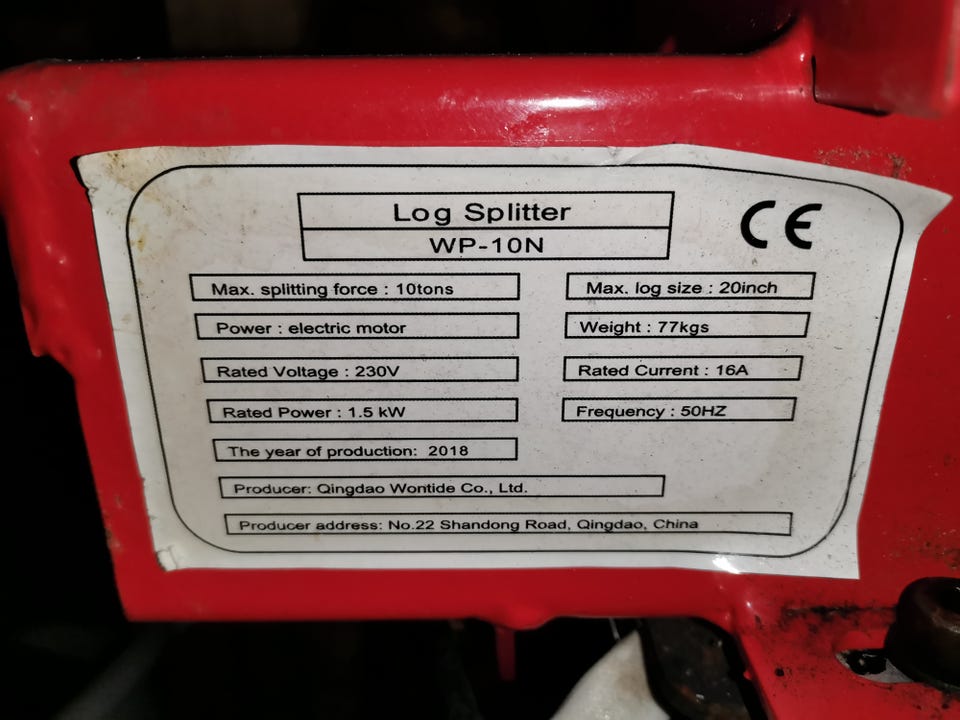 Log Splitter
CE
WP-10N
Max. splitting force : 10tons
Max. log size : 20inch
Power : electric motor
Weight : 77kgs
Rated Voltage : 230V
Rated Current : 16A
Rated Power : 1.5 kW
Frequency : 50HZ
The year of production: 2018
Producer: Qingdao Wontide Co., Ltd.
Producer address: No.22 Shandong Road, Qingdao, China